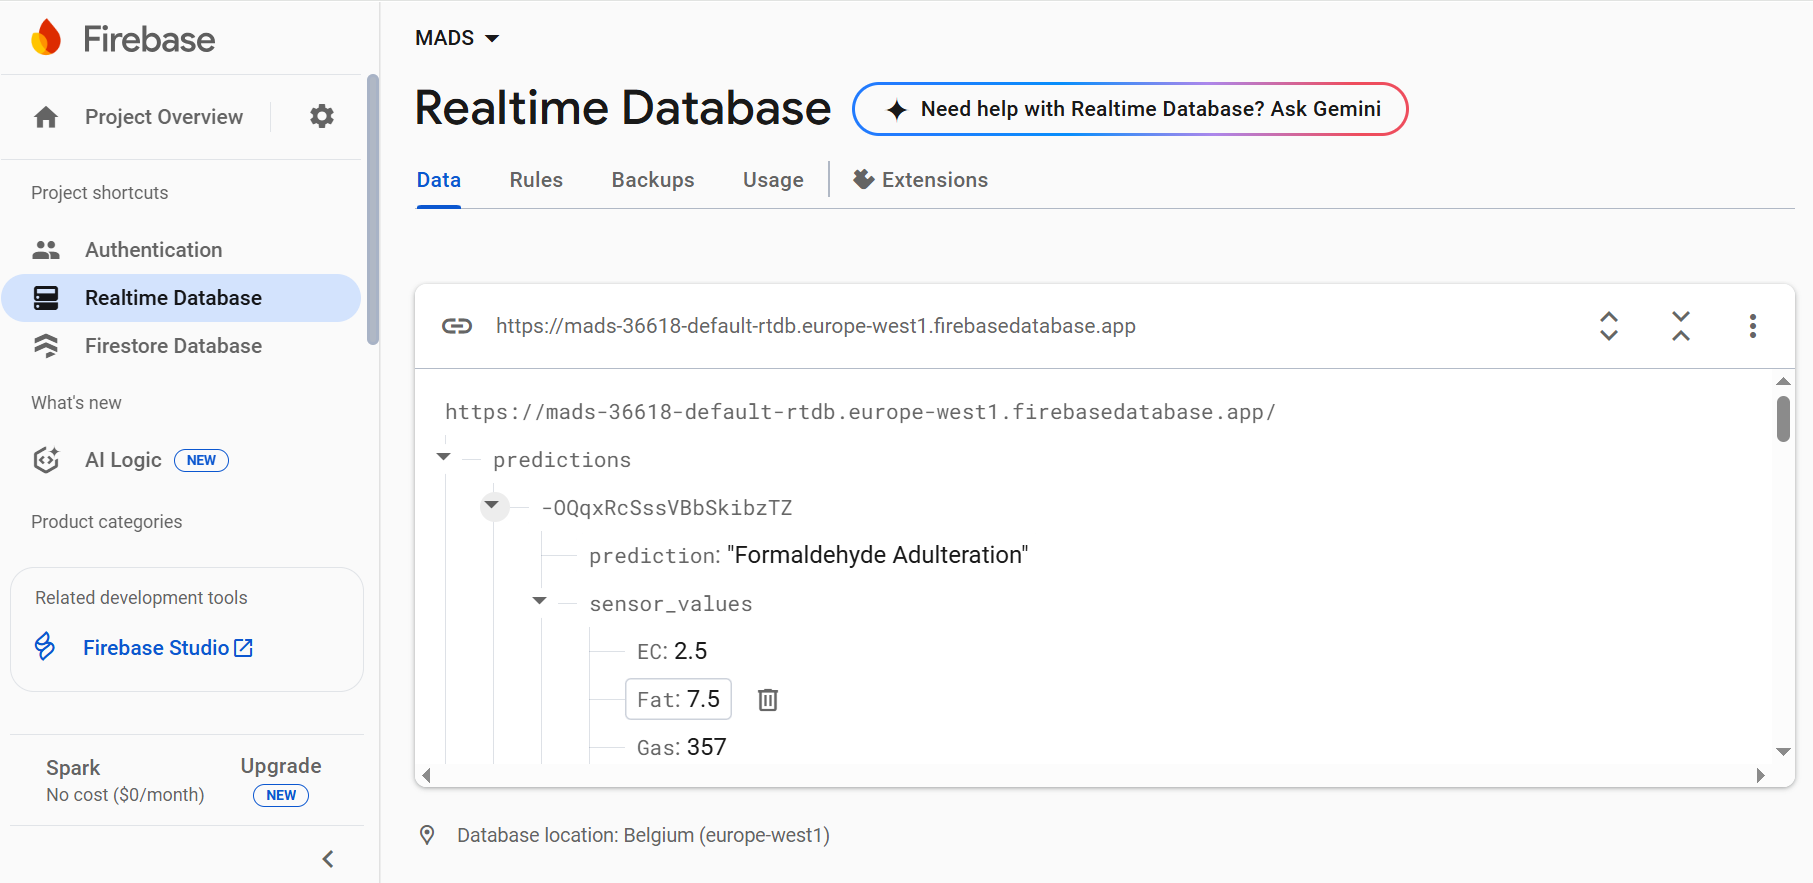 Firebase
Project Overview
Project shortcuts
Authentication
Realtime Database
Firestore Database
What's new
AI Logic NEW
Product categories
Related development tools
Firebase Studio
Spark
No cost ($0/month)
Upgrade
NEW
MADS
Realtime Database
Need help with Realtime Database? Ask Gemini
Data Rules Backups Usage Extensions
https://mads-36618-default-rtdb.europe-west1.firebasedatabase.app
https://mads-36618-default-rtdb.europe-west1.firebasedatabase.app/
predictions
-OQqxRcSssVBbSkibzTZ
prediction: "Formaldehyde Adulteration"
sensor_values
EC: 2.5
Fat: 7.5
Gas: 357
Database location: Belgium (europe-west1)